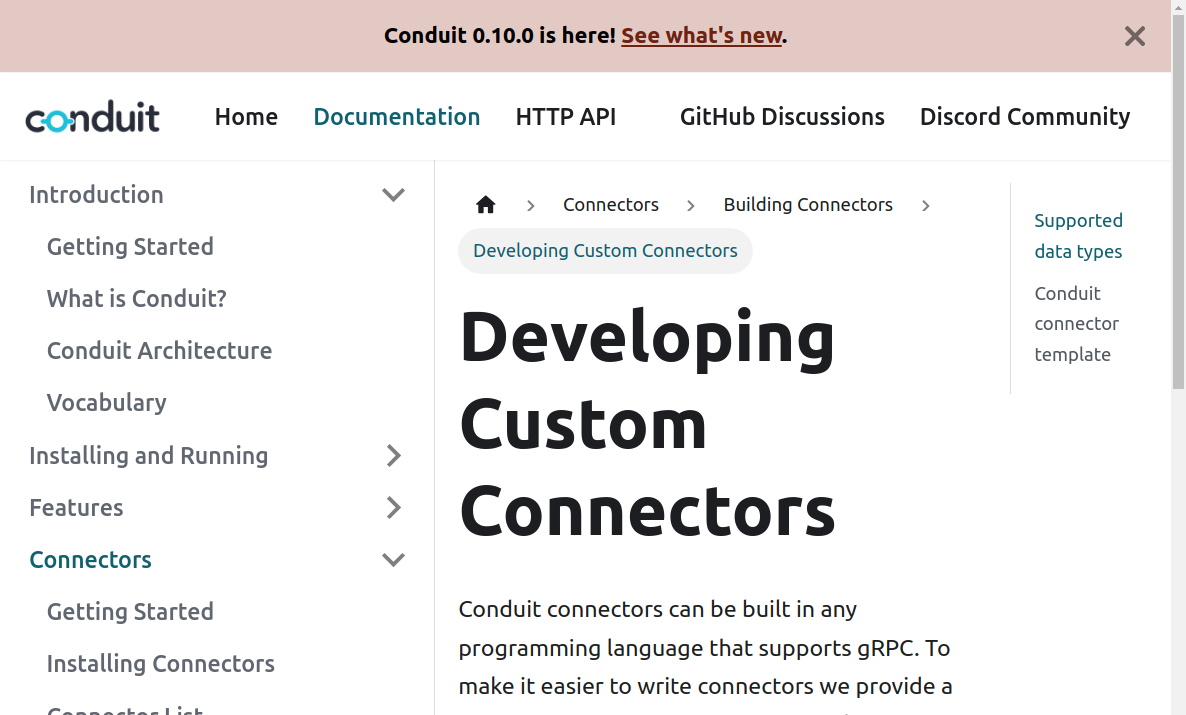 Conduit 0.10.0 is here! See what's new.
conduit
Home
Documentation
HTTP API
GitHub Discussions
Discord Community
Introduction
Getting Started
What is Conduit?
Conduit Architecture
Vocabulary
Installing and Running
Features
Connectors
Getting Started
Installing Connectors
Connector List
Connectors
Building Connectors
Developing Custom Connectors
Developing
Custom
Connectors
Conduit connectors can be built in any
programming language that supports gRPC. To
make it easier to write connectors we provide a
Supported
data types
Conduit
connector
template